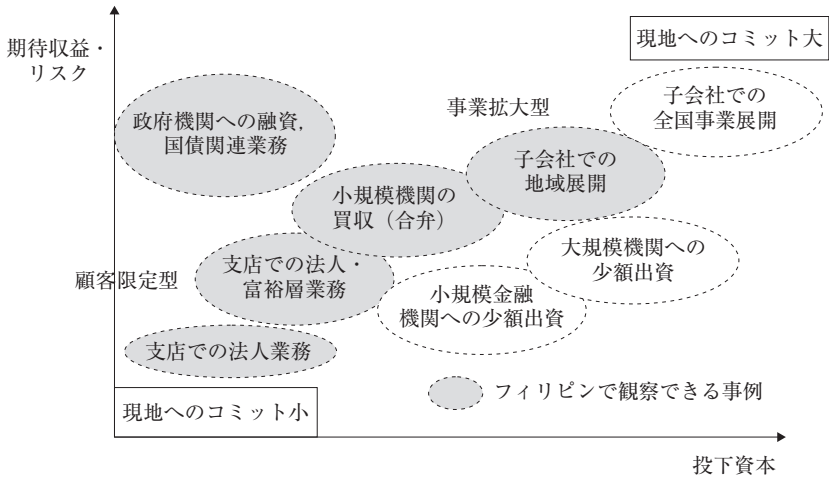 期待収益・
リスク
現地へのコミット大
政府機関への融資,
国債関連業務
事業拡大型
子会社での
全国事業展開
小規模機関の
買収（合弁）
子会社での
地域展開
顧客限定型
支店での法人・
富裕層業務
大規模機関への
少額出資
小規模金融
機関への少額出資
支店での法人業務
現地へのコミット小
フィリピンで観察できる事例
投下資本